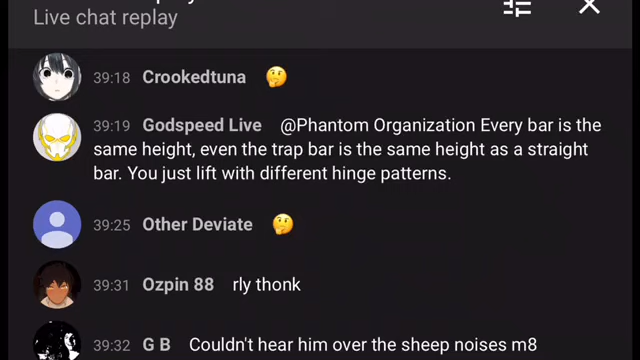 Live chat replay
39:18 Crookedtuna 🤔
39:19 Godspeed Live @Phantom Organization Every bar is the
same height, even the trap bar is the same height as a straight
bar. You just lift with different hinge patterns.
39:25 Other Deviate 🤔
39:31 Ozpin 88 rly thonk
39:32 G B Couldn't hear him over the sheep noises m8